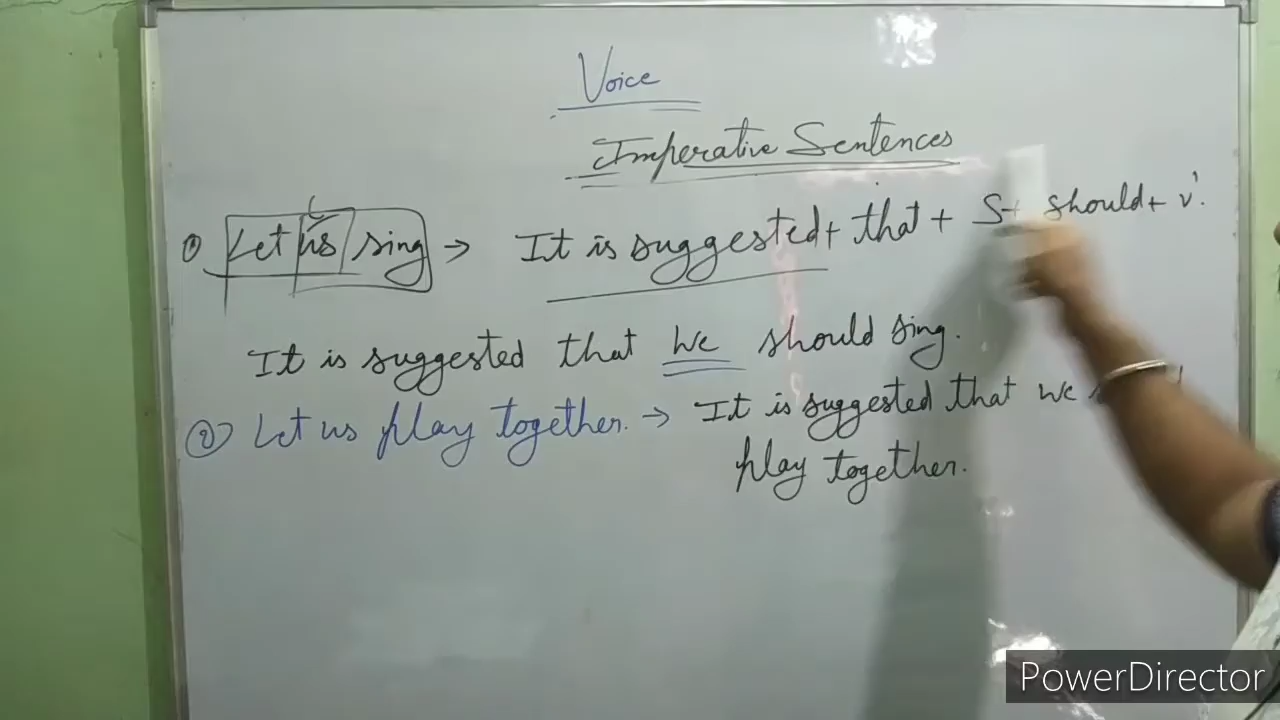 Voice
Imperative Sentences
① Let us sing → It is suggested + that + S + should + v¹.
It is suggested that We should sing.
② Let us play together. → It is suggested that we
play together.
PowerDirector